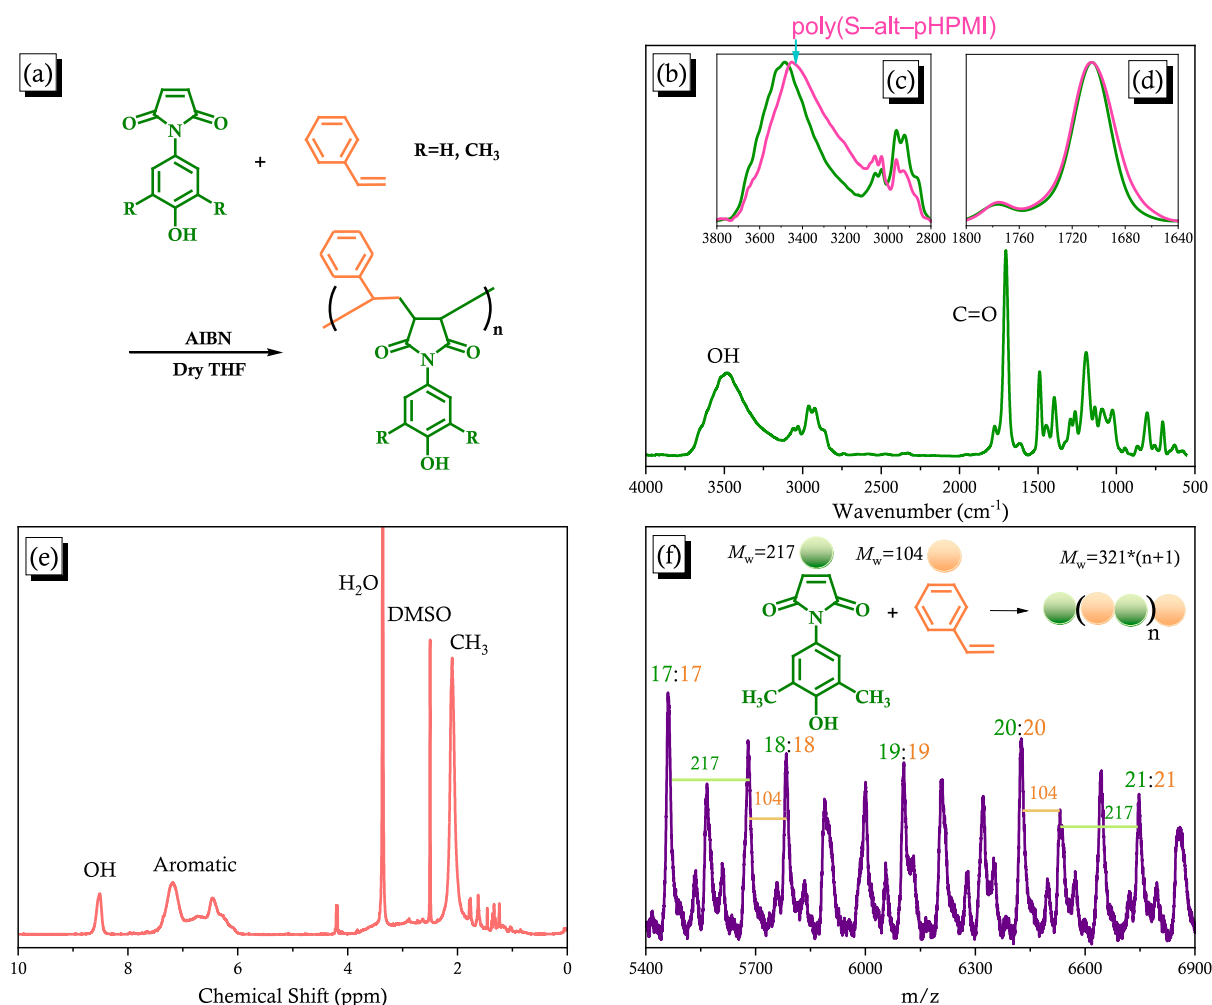 poly(S–alt–pHPMI)
(a)
O
N
O
R
R
OH
+
R=H, CH₃
AIBN
Dry THF
n
O
N
O
R
R
OH
(b)
(c)
3800 3600 3400 3200 3000 2800
(d)
1800 1760 1720 1680 1640
C=O
OH
4000 3500 3000 2500 2000 1500 1000 500
Wavenumber (cm⁻¹)
(e)
H₂O
DMSO
CH₃
OH
Aromatic
10 8 6 4 2 0
Chemical Shift (ppm)
(f)
Mw=217
Mw=104
Mw=321*(n+1)
n
O
N
O
H₃C
CH₃
OH
+
17:17
217
104
18:18
19:19
20:20
104
217
21:21
5400 5700 6000 6300 6600 6900
m/z